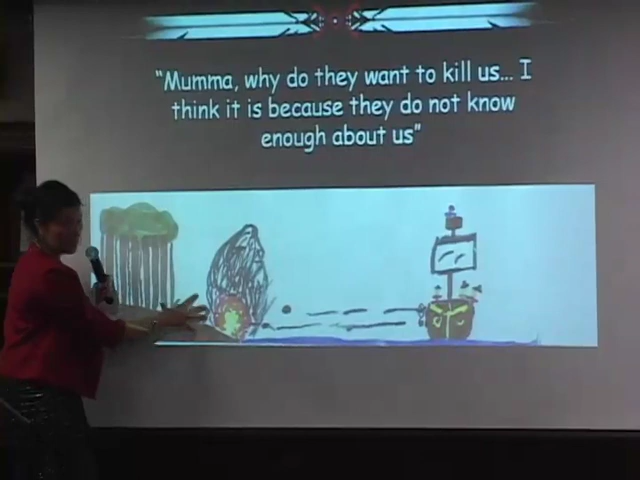 "Mumma, why do they want to kill us... I
think it is because they do not know
enough about us"